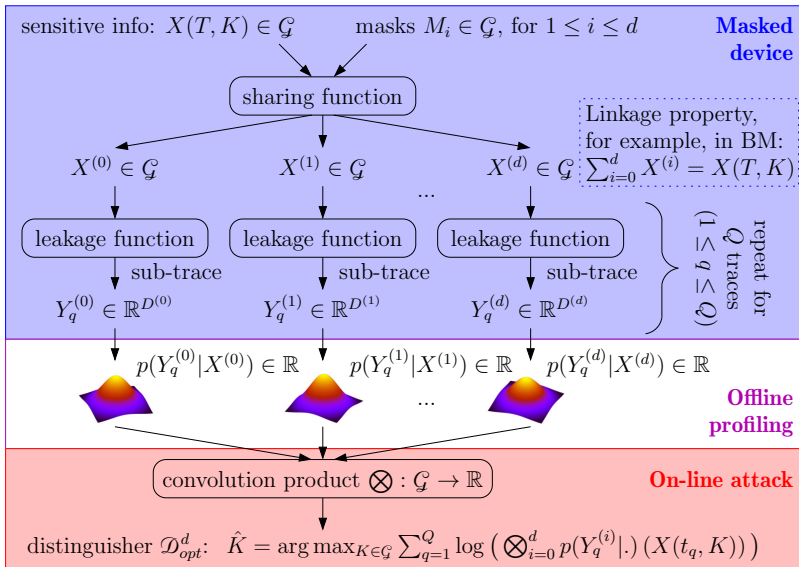 sensitive info: X(T, K) ∈ 𝒢
masks M_i ∈ 𝒢, for 1 ≤ i ≤ d
Masked
device
sharing function
Linkage property,
for example, in BM:
∑_{i=0}^{d} X^{(i)} = X(T, K)
X^{(0)} ∈ 𝒢
X^{(1)} ∈ 𝒢
X^{(d)} ∈ 𝒢
...
leakage function
leakage function
leakage function
sub-trace
sub-trace
sub-trace
Y_q^{(0)} ∈ ℝ^{D^{(0)}}
Y_q^{(1)} ∈ ℝ^{D^{(1)}}
Y_q^{(d)} ∈ ℝ^{D^{(d)}}
repeat for
Q traces
(1 ≤ q ≤ Q)
p(Y_q^{(0)}|X^{(0)}) ∈ ℝ
p(Y_q^{(1)}|X^{(1)}) ∈ ℝ
p(Y_q^{(d)}|X^{(d)}) ∈ ℝ
...
Offline
profiling
convolution product ⨂ : 𝒢 → ℝ
On-line attack
distinguisher 𝒟_{opt}^{d}: K̂ = arg max_{K∈𝒢} ∑_{q=1}^{Q} log ( ⨂_{i=0}^{d} p(Y_q^{(i)}|.) (X(t_q, K)) )